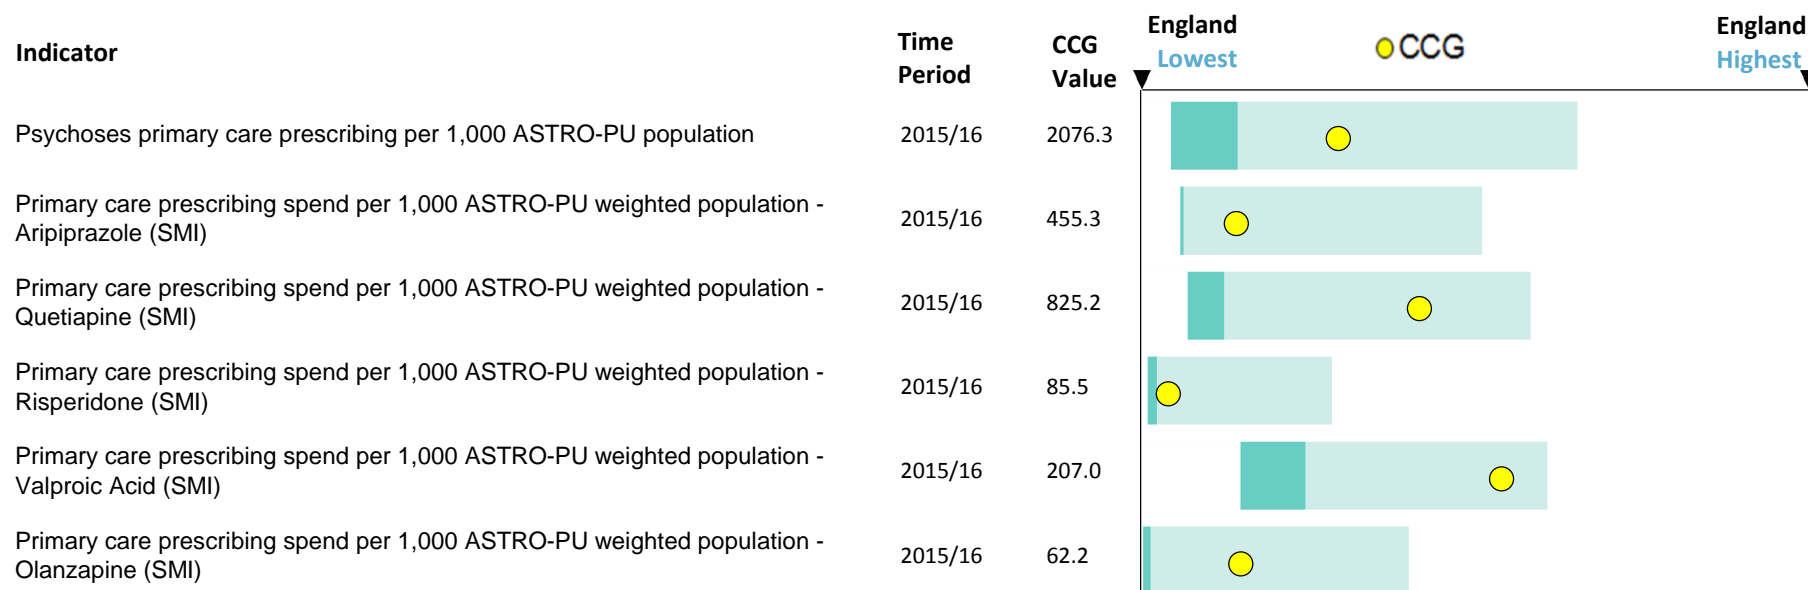 Indicator
Time
Period
CCG
Value
England
Lowest
CCG
England
Highest
Psychoses primary care prescribing per 1,000 ASTRO-PU population
2015/16
2076.3
Primary care prescribing spend per 1,000 ASTRO-PU weighted population -
Aripiprazole (SMI)
2015/16
455.3
Primary care prescribing spend per 1,000 ASTRO-PU weighted population -
Quetiapine (SMI)
2015/16
825.2
Primary care prescribing spend per 1,000 ASTRO-PU weighted population -
Risperidone (SMI)
2015/16
85.5
Primary care prescribing spend per 1,000 ASTRO-PU weighted population -
Valproic Acid (SMI)
2015/16
207.0
Primary care prescribing spend per 1,000 ASTRO-PU weighted population -
Olanzapine (SMI)
2015/16
62.2